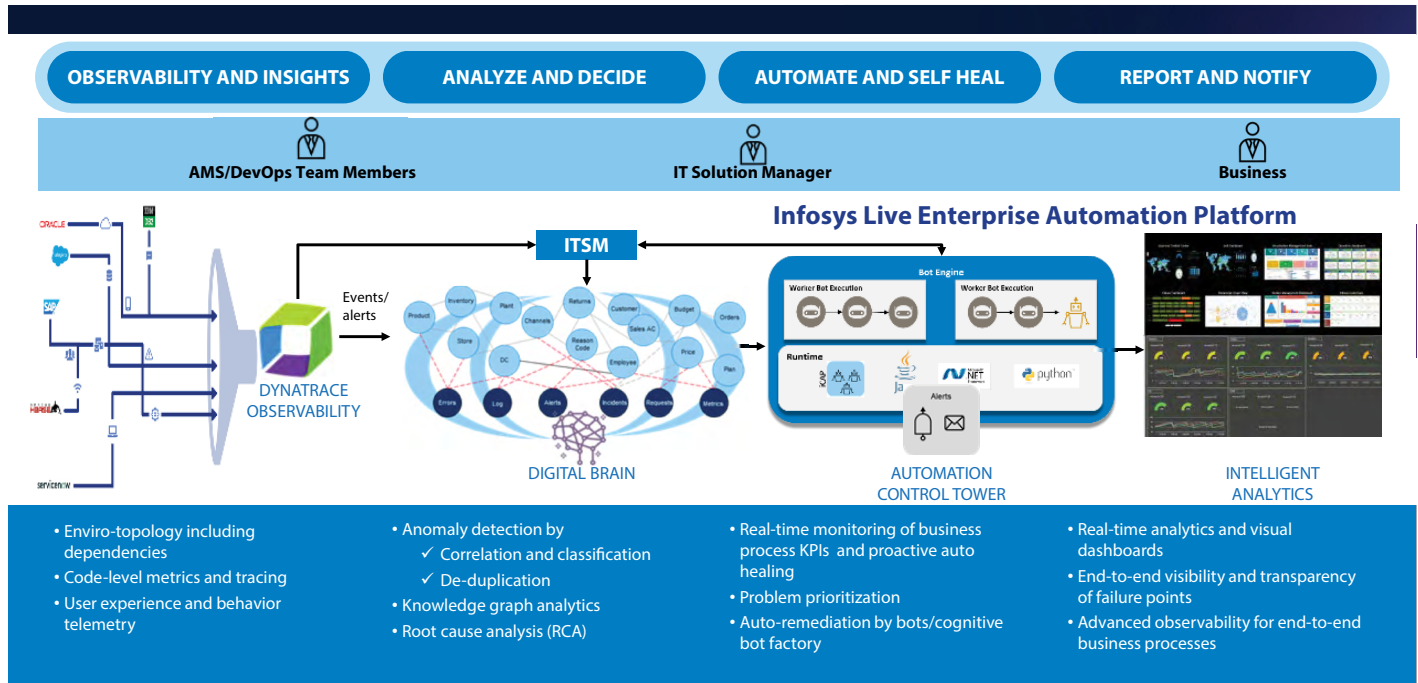 OBSERVABILITY AND INSIGHTS
ANALYZE AND DECIDE
AUTOMATE AND SELF HEAL
REPORT AND NOTIFY
AMS/DevOps Team Members
IT Solution Manager
Business
Infosys Live Enterprise Automation Platform
ORACLE
SAP
servicenow
Events/
alerts
DYNATRACE
OBSERVABILITY
ITSM
Product
Inventory
Plant
Channels
Store
DC
Returns
Reason
Code
Customer
Sales AC
Employee
Budget
Price
Orders
Plan
Errors
Log
Alerts
Incidents
Requests
Metrics
DIGITAL BRAIN
Bot Engine
Worker Bot Execution
Worker Bot Execution
Runtime
KAP
Microsoft
.NET
Framework
python
Alerts
AUTOMATION
CONTROL TOWER
INTELLIGENT
ANALYTICS
• Enviro-topology including
dependencies
• Code-level metrics and tracing
• User experience and behavior
telemetry
• Anomaly detection by
✓ Correlation and classification
✓ De-duplication
• Knowledge graph analytics
• Root cause analysis (RCA)
• Real-time monitoring of business
process KPIs and proactive auto
healing
• Problem prioritization
• Auto-remediation by bots/cognitive
bot factory
• Real-time analytics and visual
dashboards
• End-to-end visibility and transparency
of failure points
• Advanced observability for end-to-end
business processes